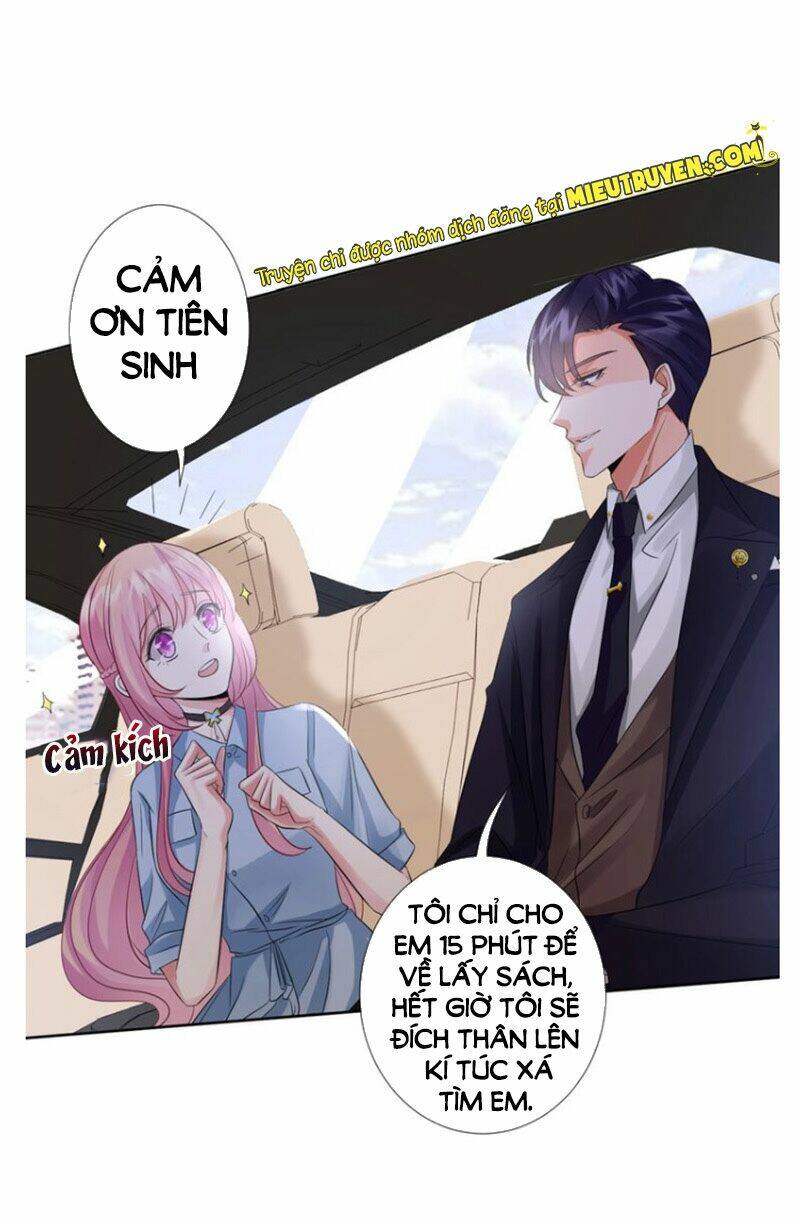 Truyện chỉ được nhóm dịch đăng tại MIEUTRUYEN.COM
CẢM
ƠN TIÊN
SINH
Cảm kích
TÔI CHỈ CHO
EM 15 PHÚT ĐỂ
VỀ LẤY SÁCH,
HẾT GIỜ TÔI SẼ
ĐÍCH THÂN LÊN
KÍ TÚC XÁ
TÌM EM.